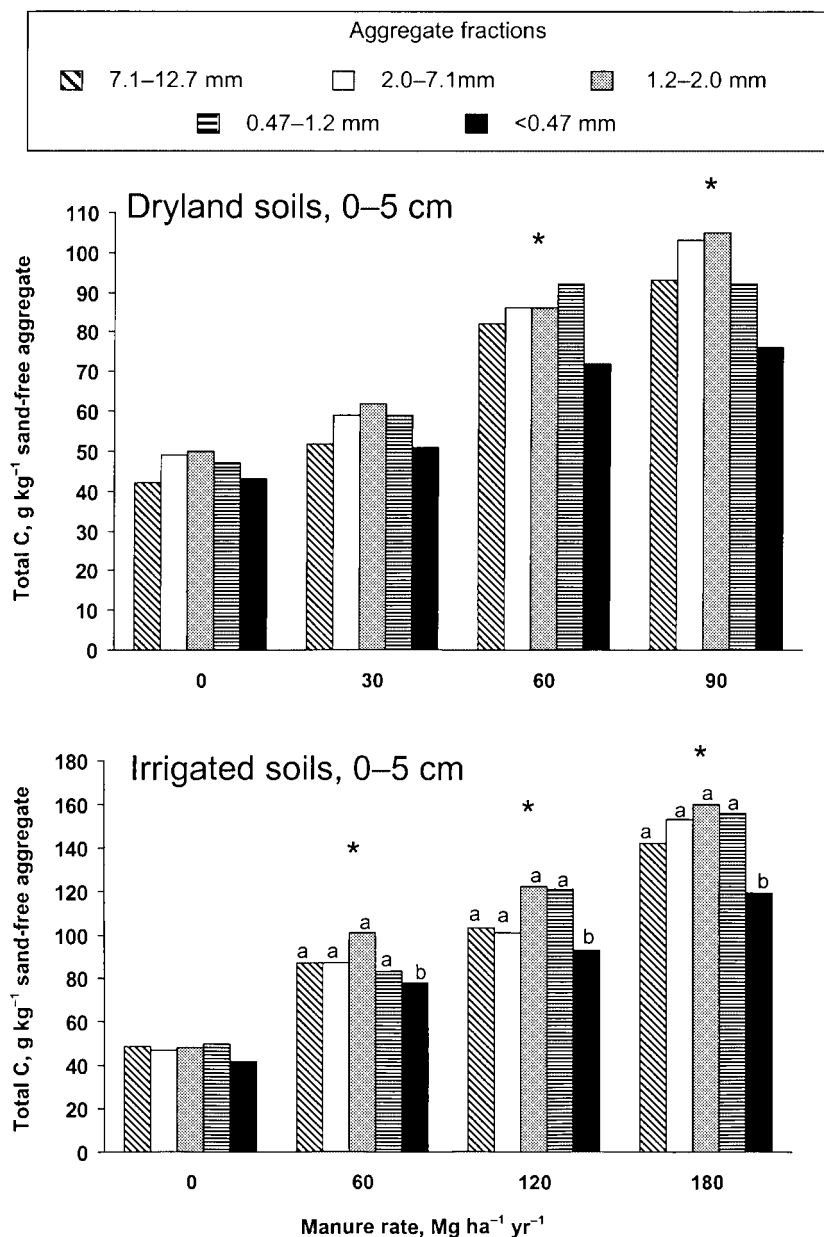 Aggregate fractions
7.1–12.7 mm 2.0–7.1mm 1.2–2.0 mm
0.47–1.2 mm <0.47 mm
Dryland soils, 0–5 cm
Total C, g kg⁻¹ sand-free aggregate
110
100
90
80
70
60
50
40
30
20
10
0
* *
0 30 60 90
Irrigated soils, 0–5 cm
Total C, g kg⁻¹ sand-free aggregate
180
160
140
120
100
80
60
40
20
0
* * *
a a a a b
a a a a b
a a a a b
0 60 120 180
Manure rate, Mg ha⁻¹ yr⁻¹